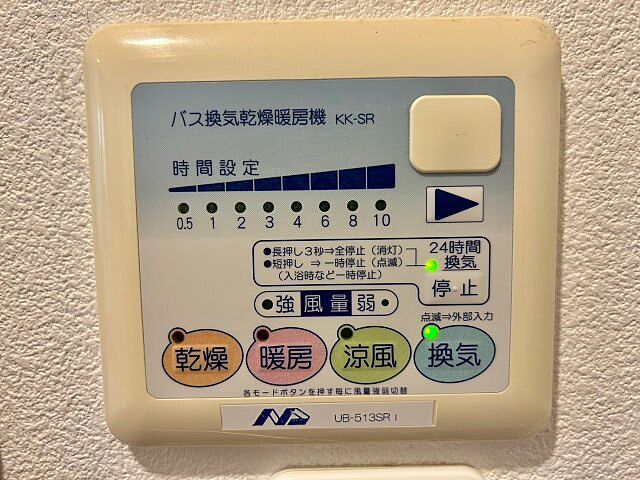 バス換気乾燥暖房機 KK-SR
時間設定
0.5 1 2 3 4 6 8 10
●長押し3秒⇒全停止（消灯）
●短押し ⇒一時停止（点滅）
（入浴時など一時停止）
24時間
換気
停止
強 風量 弱
点滅⇒外部入力
乾燥 暖房 涼風 換気
各モードボタンを押す毎に風量強弱切替
UB-513SR I